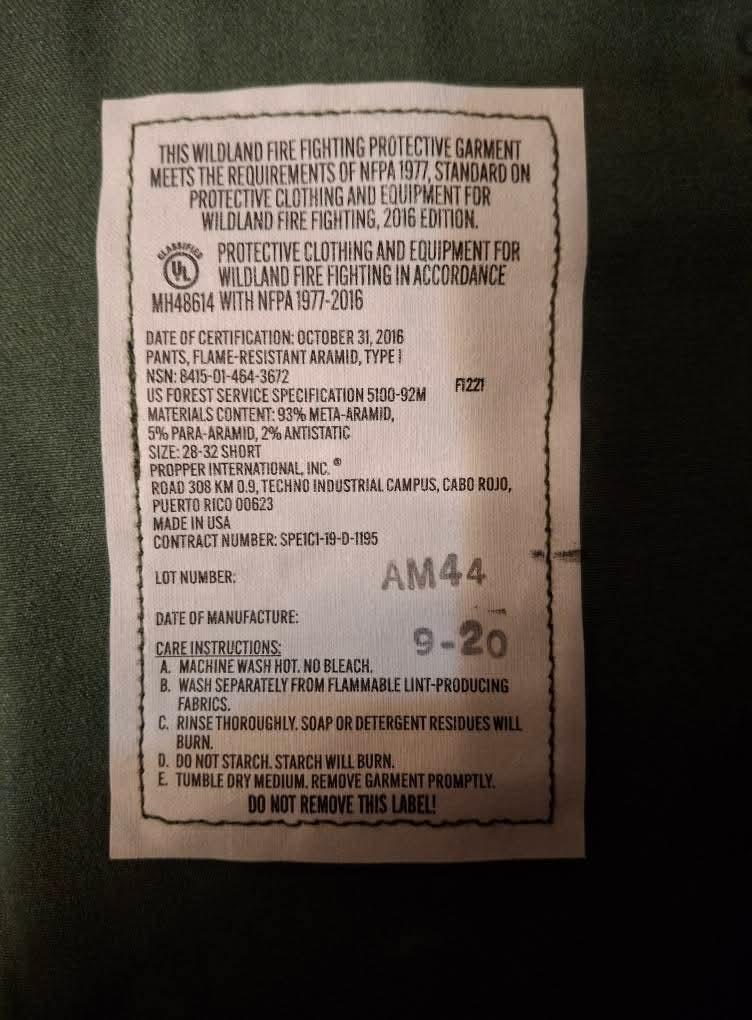 THIS WILDLAND FIRE FIGHTING PROTECTIVE GARMENT
MEETS THE REQUIREMENTS OF NFPA 1977, STANDARD ON
PROTECTIVE CLOTHING AND EQUIPMENT FOR
WILDLAND FIRE FIGHTING, 2016 EDITION.
CLASSIFIED
UL
PROTECTIVE CLOTHING AND EQUIPMENT FOR
WILDLAND FIRE FIGHTING IN ACCORDANCE
MH48614 WITH NFPA 1977-2016
DATE OF CERTIFICATION: OCTOBER 31, 2016
PANTS, FLAME-RESISTANT ARAMID, TYPE I
NSN: 8415-01-464-3672
US FOREST SERVICE SPECIFICATION 5100-92M F1221
MATERIALS CONTENT: 93% META-ARAMID,
5% PARA-ARAMID, 2% ANTISTATIC
SIZE: 28-32 SHORT
PROPPER INTERNATIONAL, INC. ®
ROAD 308 KM 0.9, TECHNO INDUSTRIAL CAMPUS, CABO ROJO,
PUERTO RICO 00623
MADE IN USA
CONTRACT NUMBER: SPE1C1-19-D-1195
LOT NUMBER: AM44
DATE OF MANUFACTURE: 9-20
CARE INSTRUCTIONS:
A. MACHINE WASH HOT. NO BLEACH.
B. WASH SEPARATELY FROM FLAMMABLE LINT-PRODUCING
FABRICS.
C. RINSE THOROUGHLY. SOAP OR DETERGENT RESIDUES WILL
BURN.
D. DO NOT STARCH. STARCH WILL BURN.
E. TUMBLE DRY MEDIUM. REMOVE GARMENT PROMPTLY.
DO NOT REMOVE THIS LABEL!